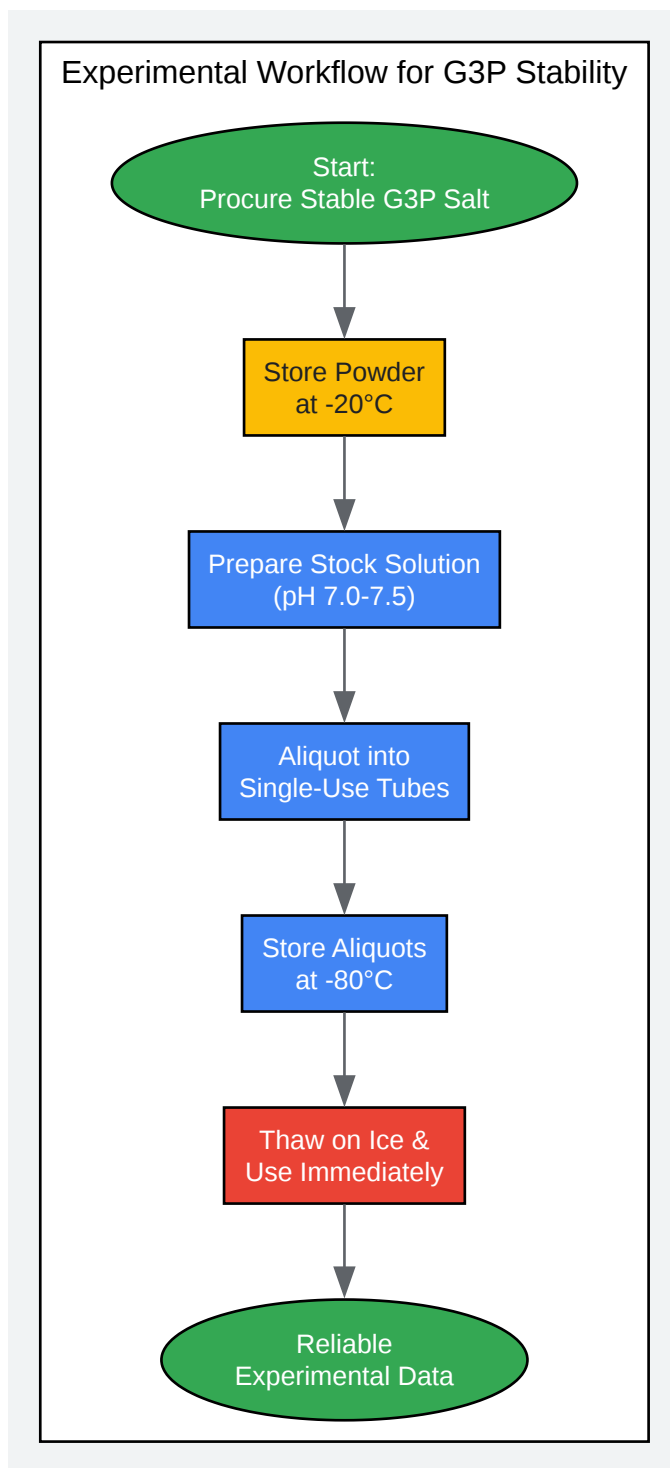 Experimental Workflow for G3P Stability
Start:
Procure Stable G3P Salt
Store Powder
at -20°C
Prepare Stock Solution
(pH 7.0-7.5)
Aliquot into
Single-Use Tubes
Store Aliquots
at -80°C
Thaw on Ice &
Use Immediately
Reliable
Experimental Data